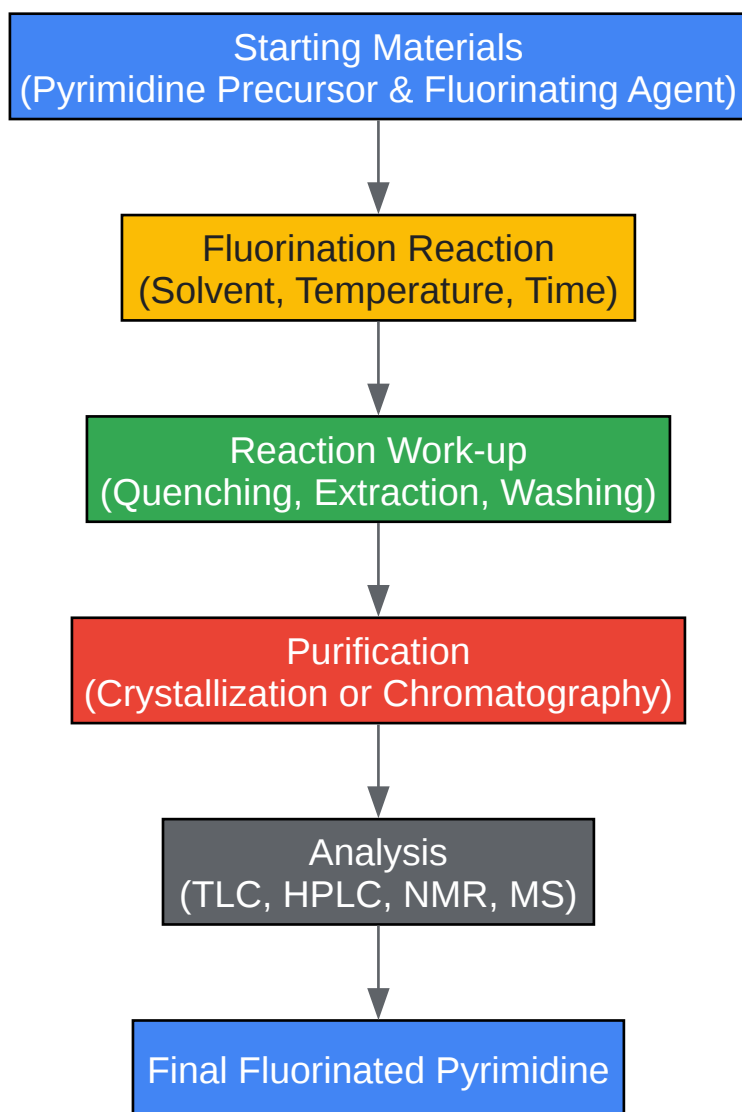 Starting Materials
(Pyrimidine Precursor & Fluorinating Agent)
Fluorination Reaction
(Solvent, Temperature, Time)
Reaction Work-up
(Quenching, Extraction, Washing)
Purification
(Crystallization or Chromatography)
Analysis
(TLC, HPLC, NMR, MS)
Final Fluorinated Pyrimidine